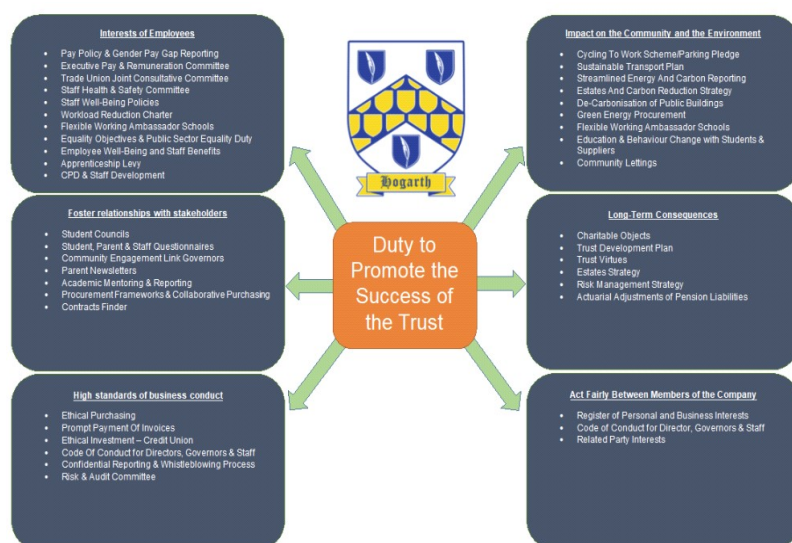 Interests of Employees
Pay Policy & Gender Pay Gap Reporting
Executive Pay & Remuneration Committee
Trade Union Joint Consultative Committee
Staff Health & Safety Committee
Staff Well-Being Policies
Workload Reduction Charter
Flexible Working Ambassador Schools
Equality Objectives & Public Sector Equality Duty
Employee Well-Being and Staff Benefits
Apprenticeship Levy
CPD & Staff Development
Hogarth
Impact on the Community and the Environment
Cycling To Work Scheme/Parking Pledge
Sustainable Transport Plan
Streamlined Energy And Carbon Reporting
Estates And Carbon Reduction Strategy
De-Carbonisation of Public Buildings
Green Energy Procurement
Flexible Working Ambassador Schools
Education & Behaviour Change with Students &
Suppliers
Community Lettings
Foster relationships with stakeholders
Student Councils
Student, Parent & Staff Questionnaires
Community Engagement Link Governors
Parent Newsletters
Academic Mentoring & Reporting
Procurement Frameworks & Collaborative Purchasing
Contracts Finder
Duty to
Promote the
Success of
the Trust
Long-Term Consequences
Charitable Objects
Trust Development Plan
Trust Virtues
Estates Strategy
Risk Management Strategy
Actuarial Adjustments of Pension Liabilities
High standards of business conduct
Ethical Purchasing
Prompt Payment Of Invoices
Ethical Investment – Credit Union
Code Of Conduct for Directors, Governors & Staff
Confidential Reporting & Whistleblowing Process
Risk & Audit Committee
Act Fairly Between Members of the Company
Register of Personal and Business Interests
Code of Conduct for Director, Governors & Staff
Related Party Interests